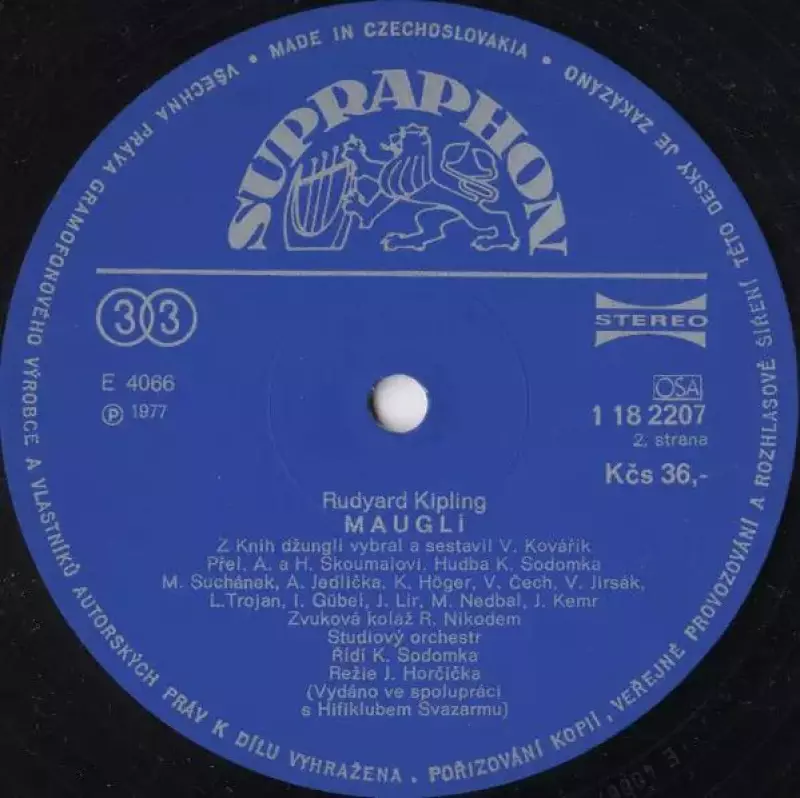 MADE IN CZECHOSLOVAKIA • VŠECHNA PRÁVA GRAMOFONOVÉHO VÝROBCE A VLASTNÍKŮ AUTORSKÝCH PRÁV K DÍLU VYHRAŽENA. POŘIZOVÁNÍ KOPIÍ, VEŘEJNÉ PROVOZOVÁNÍ A ROZHLASOVÉ ŠÍŘENÍ TÉTO DESKY JE ZAKÁZÁNO •
SUPRAPHON
33
STEREO
E 4066
Ⓟ 1977
OSA
1 18 2207
2. strana
Kčs 36,-
Rudyard Kipling
MAUGLÍ
Z Knih džunglí vybral a sestavil V. Kovářík
Přel. A. a H. Skoumalovi. Hudba K. Sodomka
M. Suchánek, A. Jedlička, K. Höger, V. Čech, V. Jirsák,
L.Trojan, I. Gübel, J. Lír, M. Nedbal, J. Kemr
Zvuková koláž R. Nikodem
Studiový orchestr
Řídí K. Sodomka
Režie J. Horčička
(Vydáno ve spolupráci
s Hifiklubem Svazarmu)